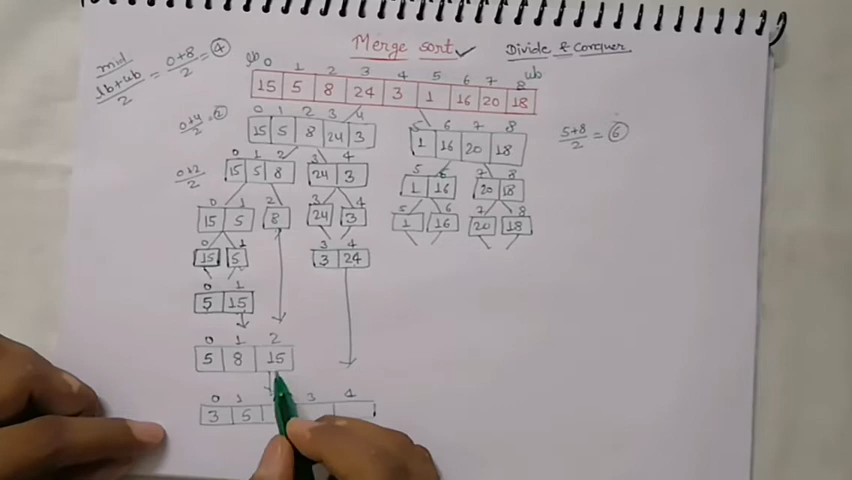 Merge sort ✓ Divide & Conquer
mid
lb+ub/2 = 0+8/2 = 4
lb 0 1 2 3 4 5 6 7 8 ub
15 5 8 24 3 1 16 20 18
0+4/2 = 2
0 1 2 3 4
15 5 8 24 3
5 6 7 8
1 16 20 18
5+8/2 = 6
0+2/2
0 1 2
15 5 8
3 4
24 3
5 6
1 16
7 8
20 18
0 1
15 5
2
8
3
24
4
3
5
1
6
16
7
20
8
18
0
15
1
5
3 4
3 24
0 1
5 15
0 1 2
5 8 15
0 1 3 4
3 5